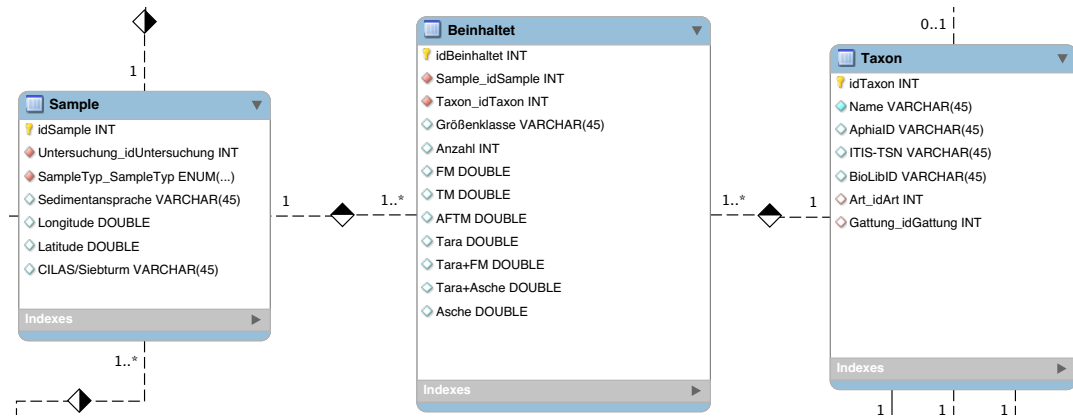 0..1
1
Sample
idSample INT
Untersuchung_idUntersuchung INT
SampleTyp_SampleTyp ENUM(...)
Sedimentansprache VARCHAR(45)
Longitude DOUBLE
Latitude DOUBLE
CILAS/Siebturm VARCHAR(45)
Indexes
1..*
1
1..*
Beinhaltet
idBeinhaltet INT
Sample_idSample INT
Taxon_idTaxon INT
Größenklasse VARCHAR(45)
Anzahl INT
FM DOUBLE
TM DOUBLE
AFTM DOUBLE
Tara DOUBLE
Tara+FM DOUBLE
Tara+Asche DOUBLE
Asche DOUBLE
Indexes
1..*
1
Taxon
idTaxon INT
Name VARCHAR(45)
AphiaID VARCHAR(45)
ITIS-TSN VARCHAR(45)
BioLibID VARCHAR(45)
Art_idArt INT
Gattung_idGattung INT
Indexes
1 1 1